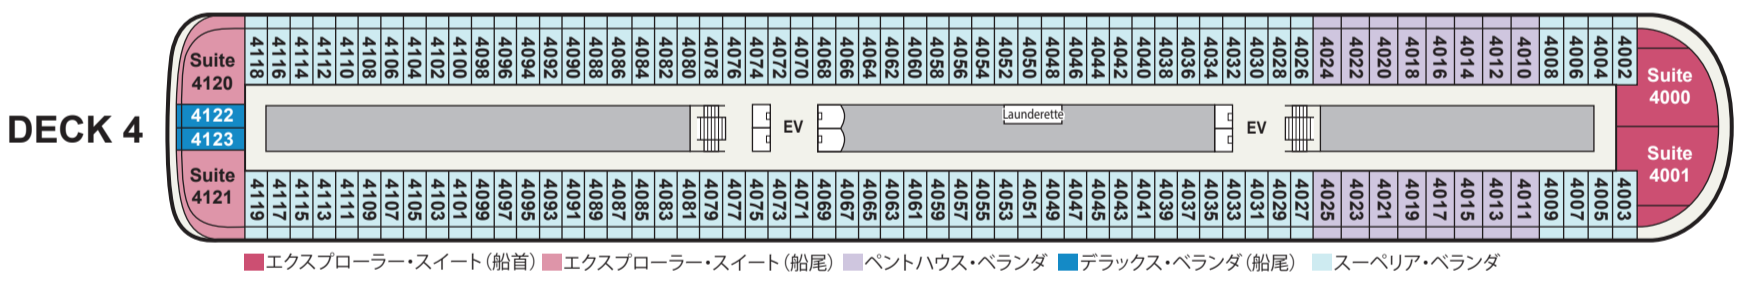 Suite
4120
4118 4116 4114 4112 4110 4108 4106 4104 4102 4100 4098 4096 4094 4092 4090 4088 4086 4084 4082 4080 4078 4076 4074 4072 4070 4068 4066 4064 4062 4060 4058 4056 4054 4052 4050 4048 4046 4044 4042 4040 4038 4036 4034 4032 4030 4028 4026 4024 4022 4020 4018 4016 4014 4012 4010 4008 4006 4004 4002
Suite
4000
DECK 4
4122
4123
EV
Launderette
EV
Suite
4121
4119 4117 4115 4113 4111 4109 4107 4105 4103 4101 4099 4097 4095 4093 4091 4089 4087 4085 4083 4081 4079 4077 4075 4073 4071 4069 4067 4065 4063 4061 4059 4057 4055 4053 4051 4049 4047 4045 4043 4041 4039 4037 4035 4033 4031 4029 4027 4025 4023 4021 4019 4017 4015 4013 4011 4009 4007 4005 4003
Suite
4001
エクスプローラー・スイート（船首） エクスプローラー・スイート（船尾） ペントハウス・ベランダ デラックス・ベランダ（船尾） スーペリア・ベランダ